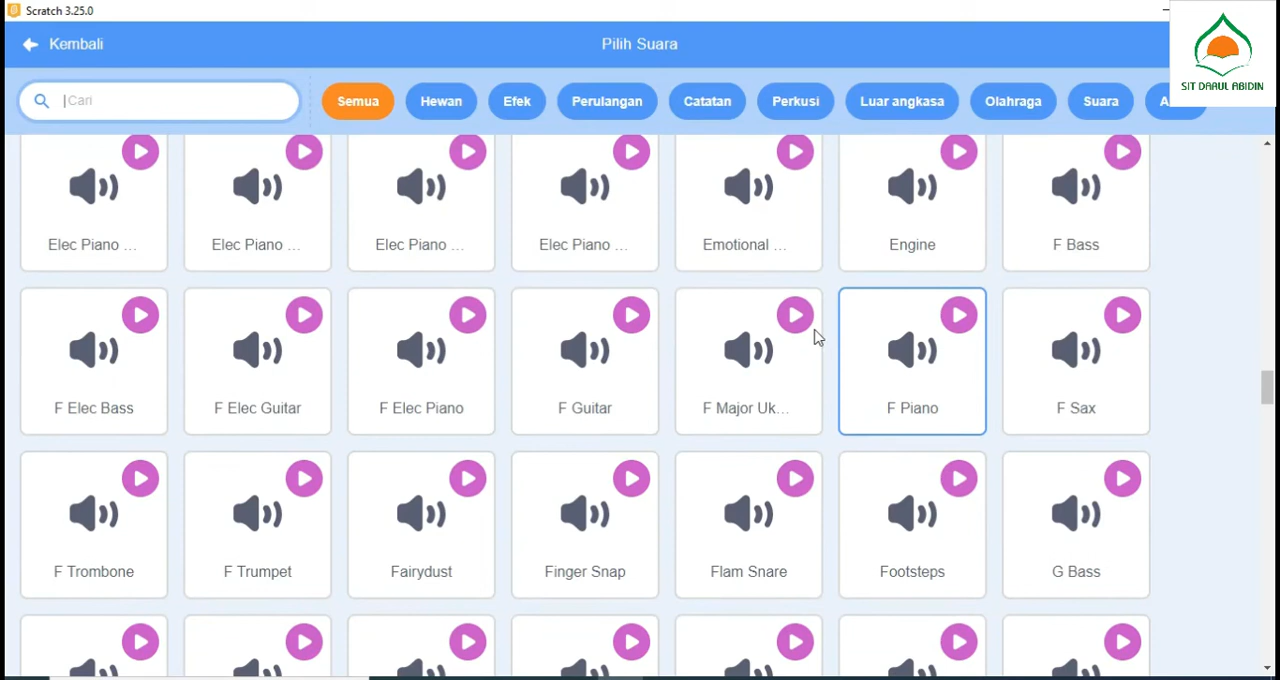 Scratch 3.25.0
Kembali
Pilih Suara
SIT DARUL ABIDIN
Cari
Semua
Hewan
Efek
Perulangan
Catatan
Perkusi
Luar angkasa
Olahraga
Suara
Elec Piano ...
Elec Piano ...
Elec Piano ...
Elec Piano ...
Emotional ...
Engine
F Bass
F Elec Bass
F Elec Guitar
F Elec Piano
F Guitar
F Major Uk...
F Piano
F Sax
F Trombone
F Trumpet
Fairydust
Finger Snap
Flam Snare
Footsteps
G Bass